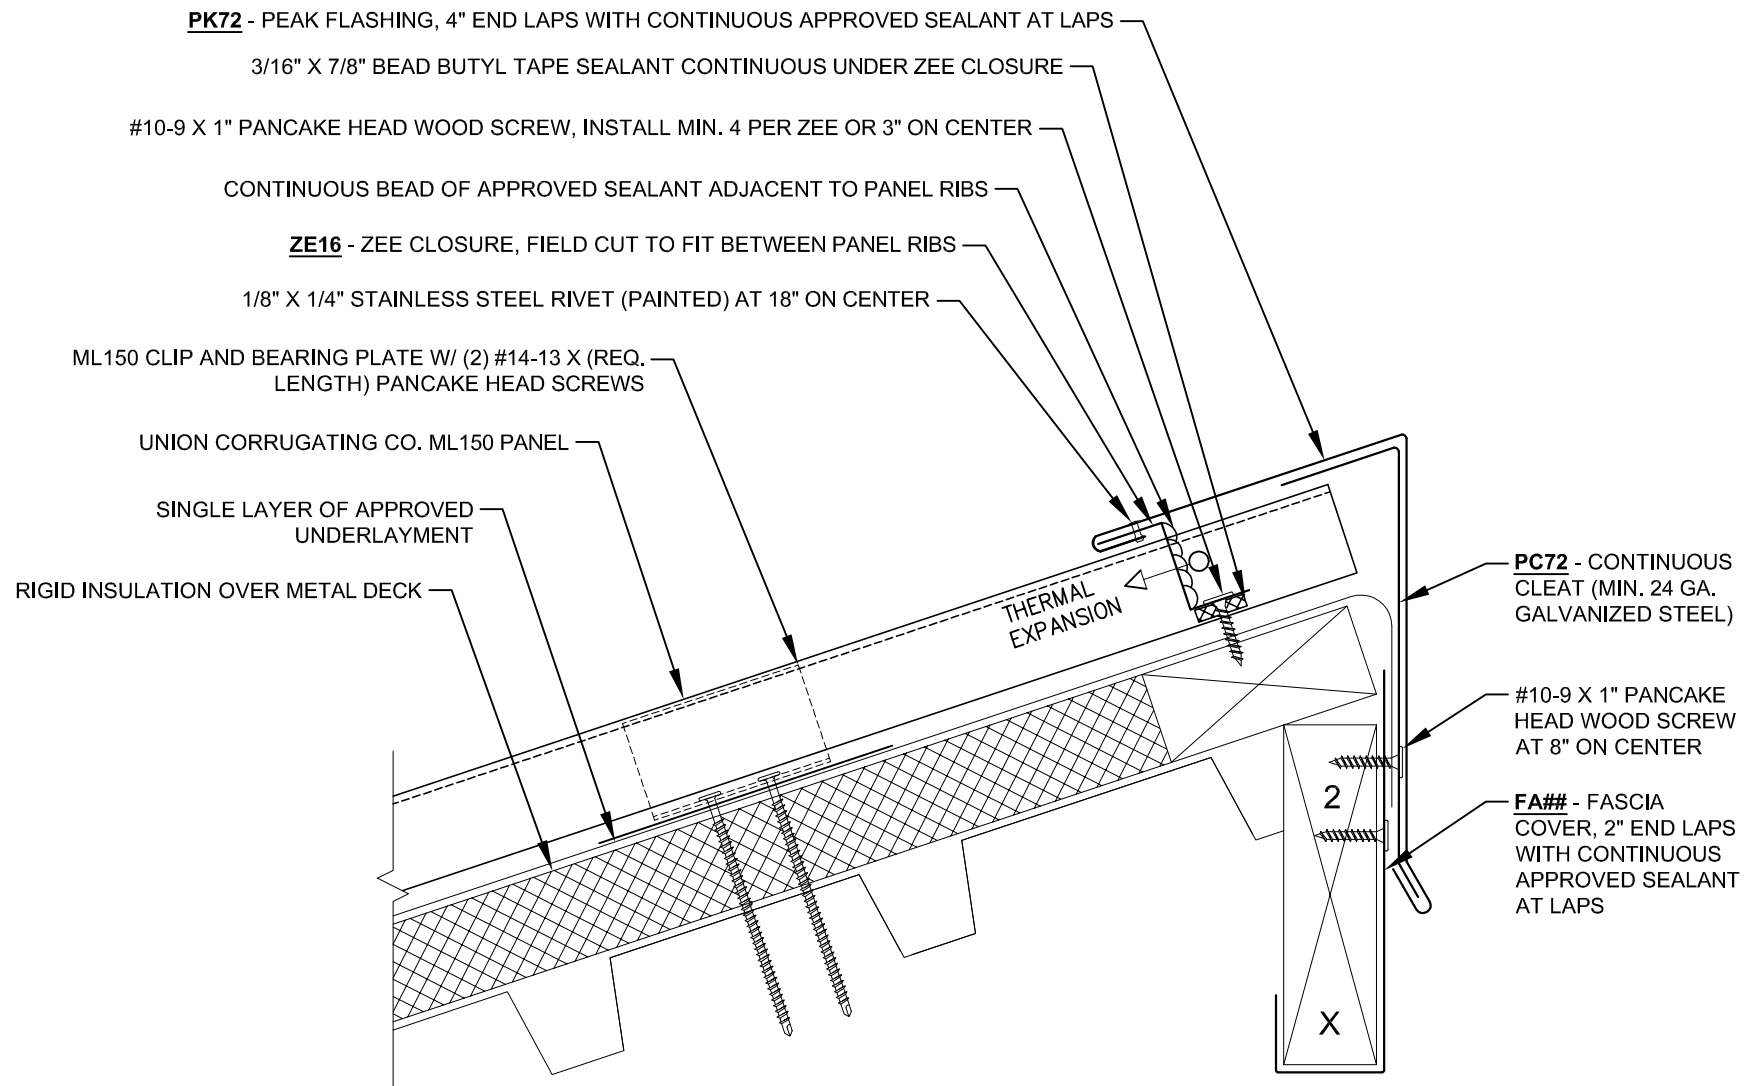 PK72 - PEAK FLASHING, 4" END LAPS WITH CONTINUOUS APPROVED SEALANT AT LAPS
3/16" X 7/8" BEAD BUTYL TAPE SEALANT CONTINUOUS UNDER ZEE CLOSURE
#10-9 X 1" PANCAKE HEAD WOOD SCREW, INSTALL MIN. 4 PER ZEE OR 3" ON CENTER
CONTINUOUS BEAD OF APPROVED SEALANT ADJACENT TO PANEL RIBS
ZE16 - ZEE CLOSURE, FIELD CUT TO FIT BETWEEN PANEL RIBS
1/8" X 1/4" STAINLESS STEEL RIVET (PAINTED) AT 18" ON CENTER
ML150 CLIP AND BEARING PLATE W/ (2) #14-13 X (REQ.
LENGTH) PANCAKE HEAD SCREWS
UNION CORRUGATING CO. ML150 PANEL
SINGLE LAYER OF APPROVED
UNDERLAYMENT
RIGID INSULATION OVER METAL DECK
THERMAL
EXPANSION
PC72 - CONTINUOUS
CLEAT (MIN. 24 GA.
GALVANIZED STEEL)
#10-9 X 1" PANCAKE
HEAD WOOD SCREW
AT 8" ON CENTER
FA## - FASCIA
COVER, 2" END LAPS
WITH CONTINUOUS
APPROVED SEALANT
AT LAPS
2
X